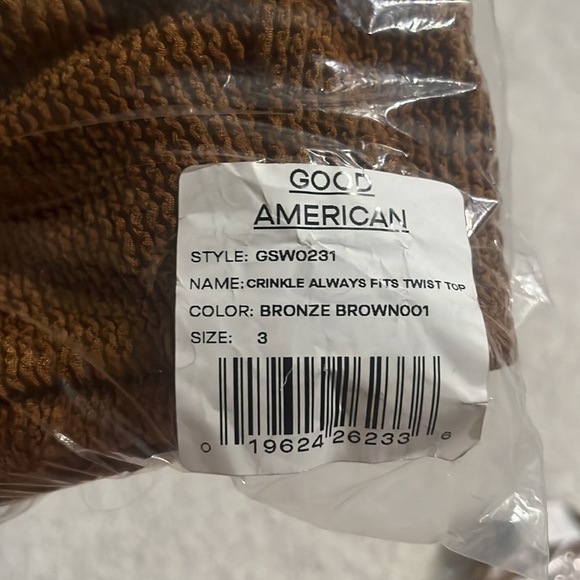 GOOD
AMERICAN
STYLE: GSW0231
NAME: CRINKLE ALWAYS FITS TWIST TOP
COLOR: BRONZE BROWN001
SIZE: 3
0 19624 26233 6